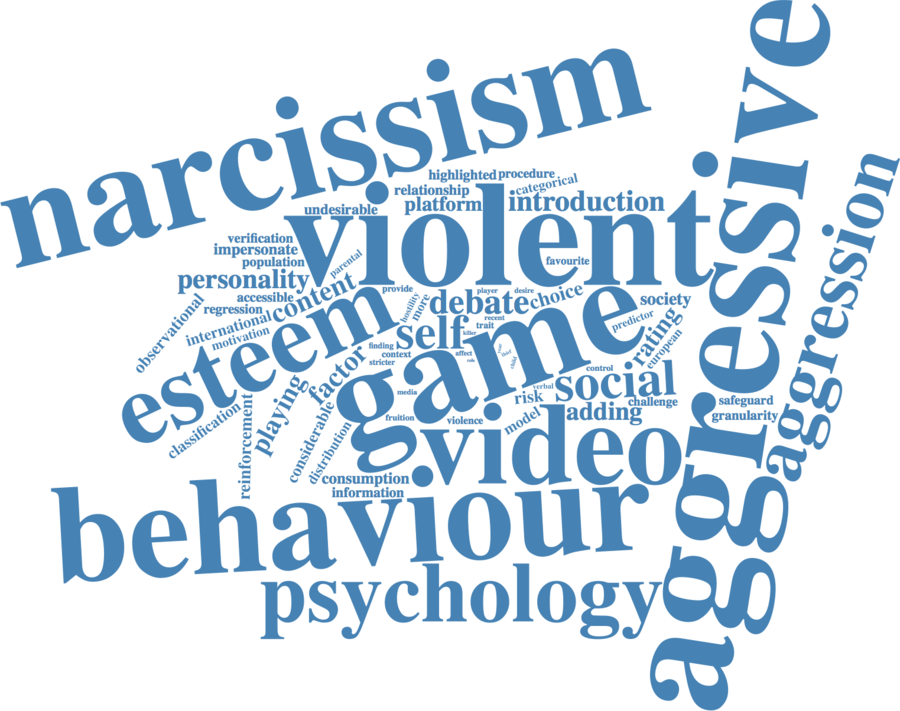 narcissism
aggressive
violent
aggression
highlighted
procedure
categorical
relationship
platform
introduction
undesirable
verification
impersonate
population
parental
favourite
personality
accessible
regression
content
provide
player
desire
debate
choice
society
observational
international
motivation
esteem
hostility
more
recent
trait
self
killer
predictor
rating
european
game
finding
context
stricter
affect
role
thief
child
factor
control
social
media
verbal
risk
challenge
safeguard
granularity
classification
reinforcement
playing
considerable
distribution
fruition
violence
model
adding
video
consumption
information
behaviour
psychology